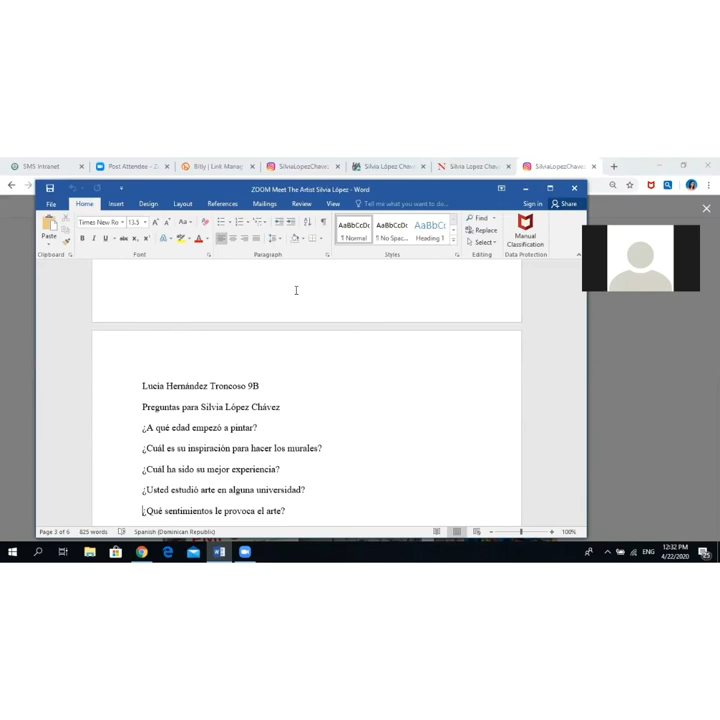 SMS Intranet
Post Attendee - Z
Bitly | Link Manag
SilviaLopezChave
Silvia López Chav
Silvia Lopez Chav
SilviaLopezChave
ZOOM Meet The Artist Silvia López - Word
File Home Insert Design Layout References Mailings Review View Tell me what you want to do... Sign in Share
Times New Ro 13.5
Paste
AaBbCcDc AaBbCcDc AaBbCc
¶ Normal ¶ No Spac... Heading 1
Find
Replace
Select
Manual
Classification
Clipboard Font Paragraph Styles Editing Data Protection
Lucia Hernández Troncoso 9B
Preguntas para Silvia López Chávez
¿A qué edad empezó a pintar?
¿Cuál es su inspiración para hacer los murales?
¿Cuál ha sido su mejor experiencia?
¿Usted estudió arte en alguna universidad?
¿Qué sentimientos le provoca el arte?
Page 3 of 6 825 words Spanish (Dominican Republic) 100%
ENG
12:32 PM
4/22/2020